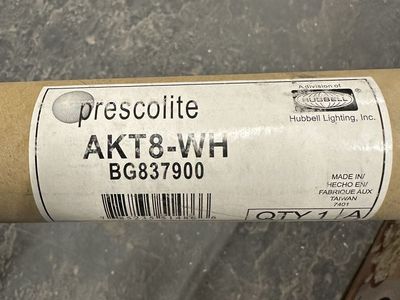 prescolite
A division of
HUBBELL
Hubbell Lighting, Inc.
AKT8-WH
BG837900
MADE IN/
HECHO EN/
FABRIQUE AUX
TAIWAN
7401
QTY 1/A